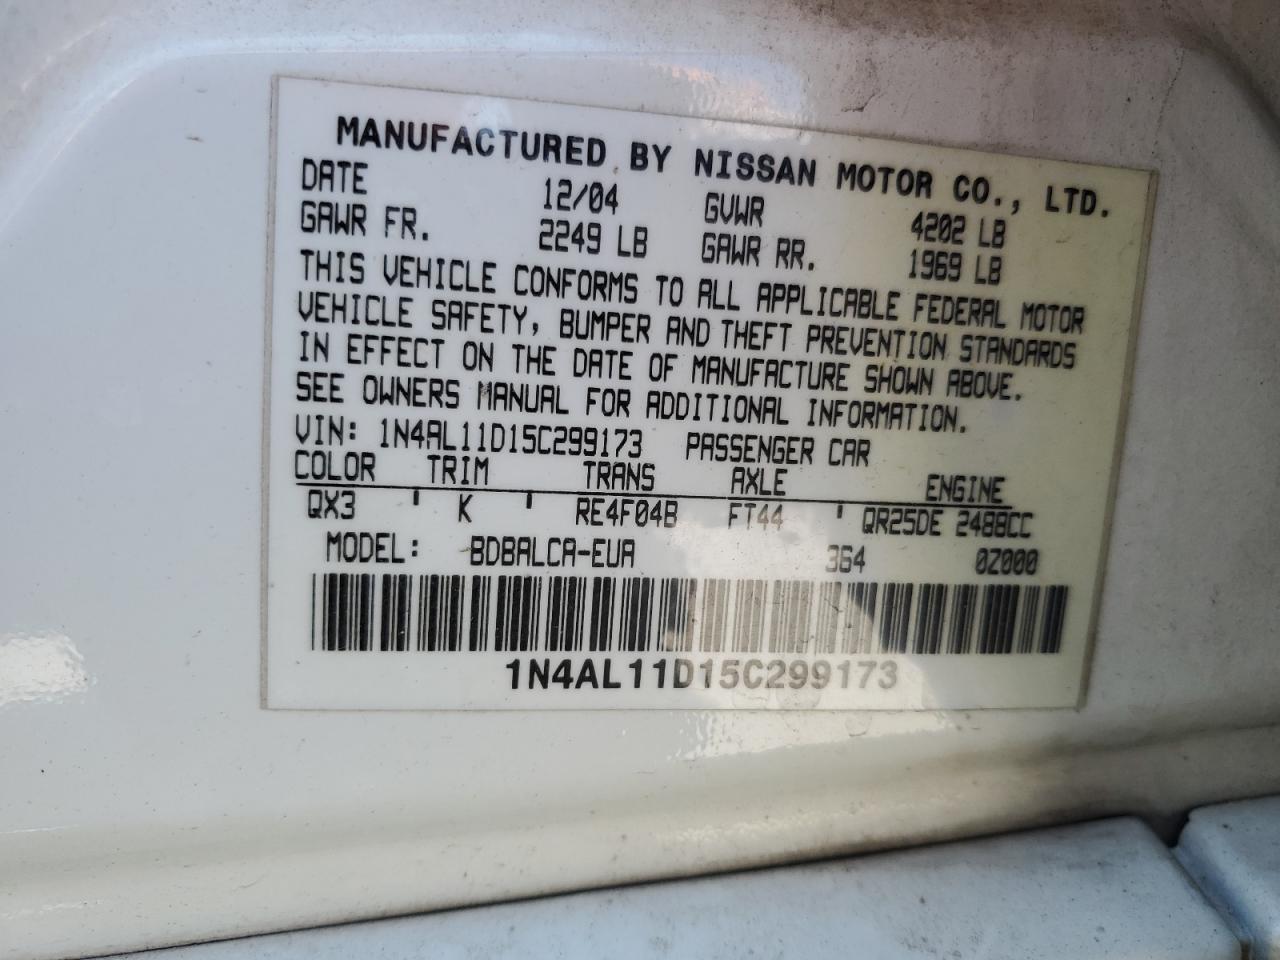 MANUFACTURED BY NISSAN MOTOR CO., LTD.
DATE 12/04 GVWR 4202 LB
GAWR FR. 2249 LB GAWR RR. 1969 LB
THIS VEHICLE CONFORMS TO ALL APPLICABLE FEDERAL MOTOR
VEHICLE SAFETY, BUMPER AND THEFT PREVENTION STANDARDS
IN EFFECT ON THE DATE OF MANUFACTURE SHOWN ABOVE.
SEE OWNERS MANUAL FOR ADDITIONAL INFORMATION.
VIN: 1N4AL11D15C299173 PASSENGER CAR
COLOR TRIM TRANS AXLE ENGINE
QX3 ' K ' RE4F04B FT44 ' QR25DE 2488CC
MODEL: BDBALCA-EUA 364 0Z000
1N4AL11D15C299173